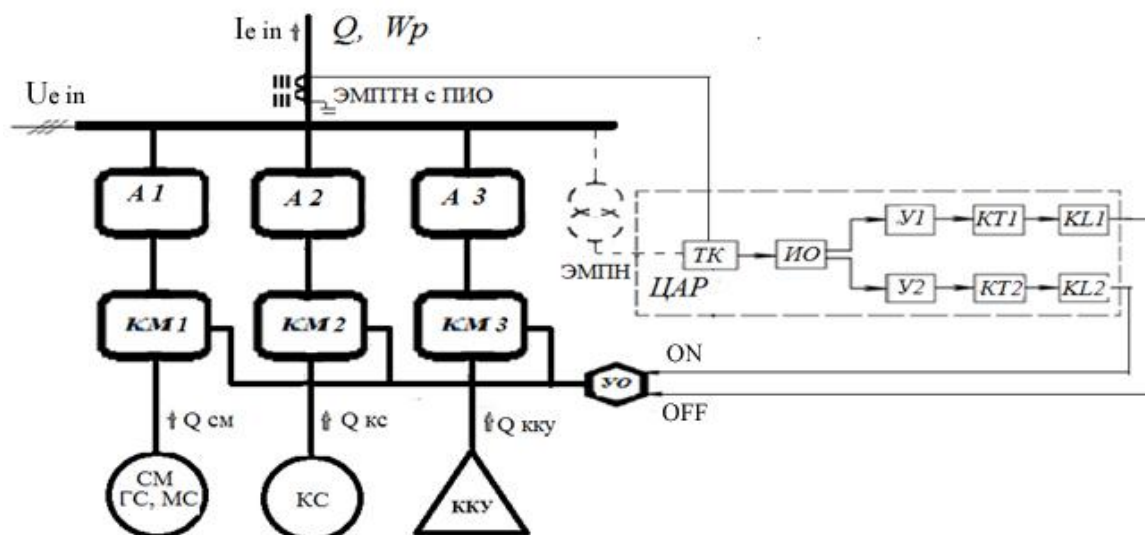 Ie in
Q, Wp
Ue in
ЭМПТН с ПИО
А 1
А 2
А 3
ЭМПН
ТК
ИО
У1
КТ1
KL1
У2
КТ2
KL2
ЦАР
КМ 1
КМ 2
КМ 3
УО
ON
OFF
Q см
Q кс
Q кку
СМ
ГС, МС
КС
ККУ